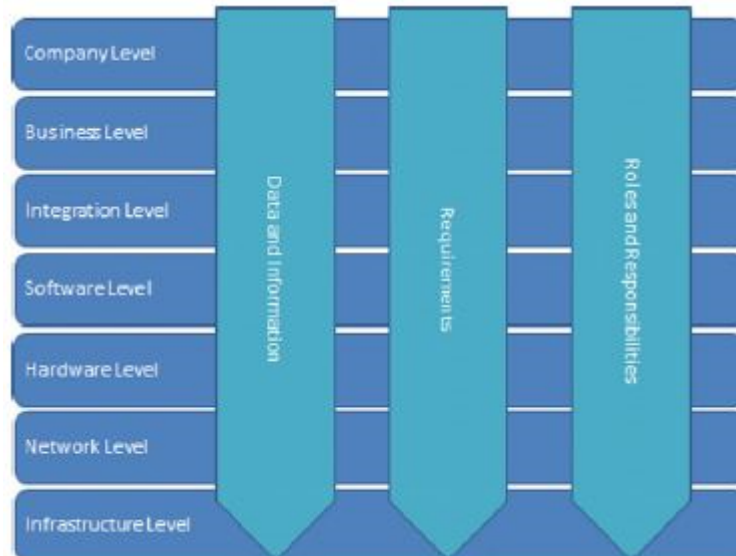 Company Level
Business Level
Integration Level
Software Level
Hardware Level
Network Level
Infrastructure Level
Data and Information
Requirements
Roles and Responsibilities